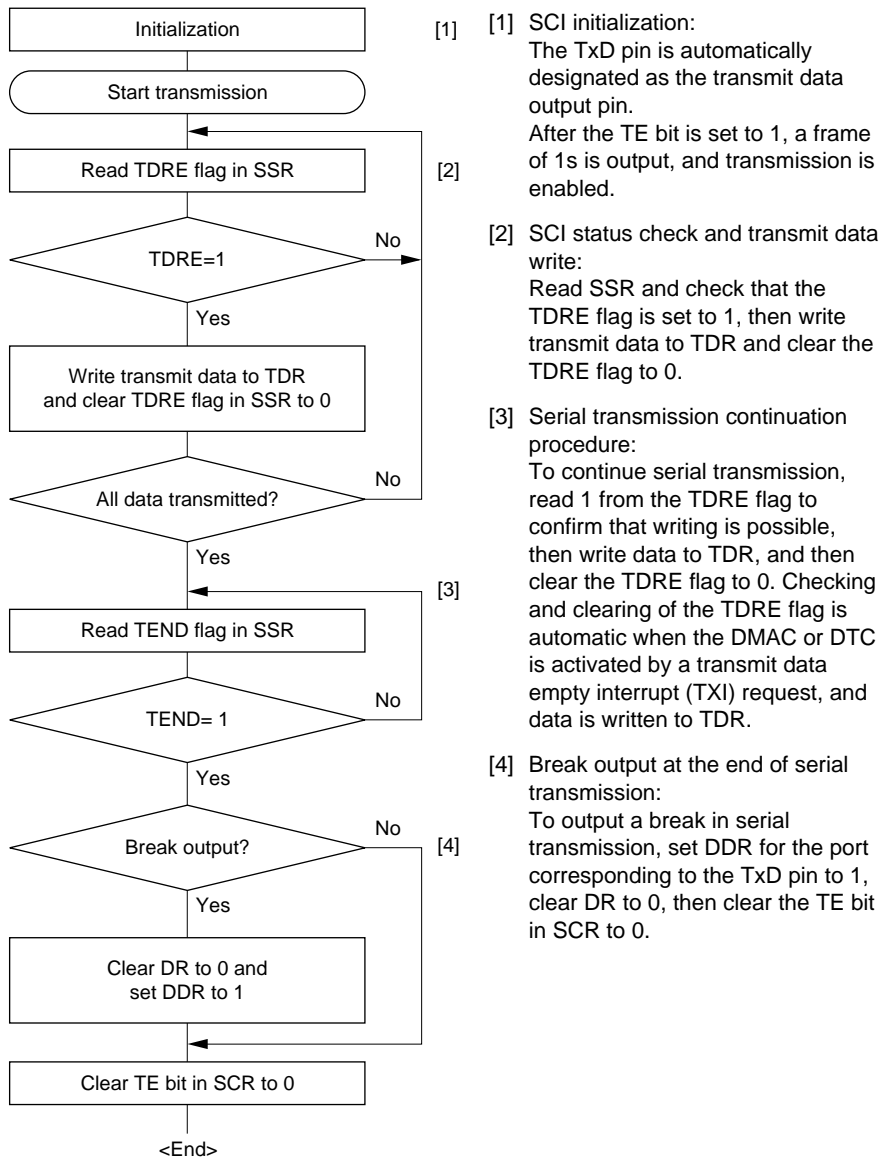 Initialization
[1]
Start transmission
Read TDRE flag in SSR
[2]
TDRE=1
No
Yes
Write transmit data to TDR
and clear TDRE flag in SSR to 0
All data transmitted?
No
Yes
[3]
Read TEND flag in SSR
TEND= 1
No
Yes
Break output?
No
[4]
Yes
Clear DR to 0 and
set DDR to 1
Clear TE bit in SCR to 0
<End>
[1] SCI initialization:
The TxD pin is automatically
designated as the transmit data
output pin.
After the TE bit is set to 1, a frame
of 1s is output, and transmission is
enabled.
[2] SCI status check and transmit data
write:
Read SSR and check that the
TDRE flag is set to 1, then write
transmit data to TDR and clear the
TDRE flag to 0.
[3] Serial transmission continuation
procedure:
To continue serial transmission,
read 1 from the TDRE flag to
confirm that writing is possible,
then write data to TDR, and then
clear the TDRE flag to 0. Checking
and clearing of the TDRE flag is
automatic when the DMAC or DTC
is activated by a transmit data
empty interrupt (TXI) request, and
data is written to TDR.
[4] Break output at the end of serial
transmission:
To output a break in serial
transmission, set DDR for the port
corresponding to the TxD pin to 1,
clear DR to 0, then clear the TE bit
in SCR to 0.